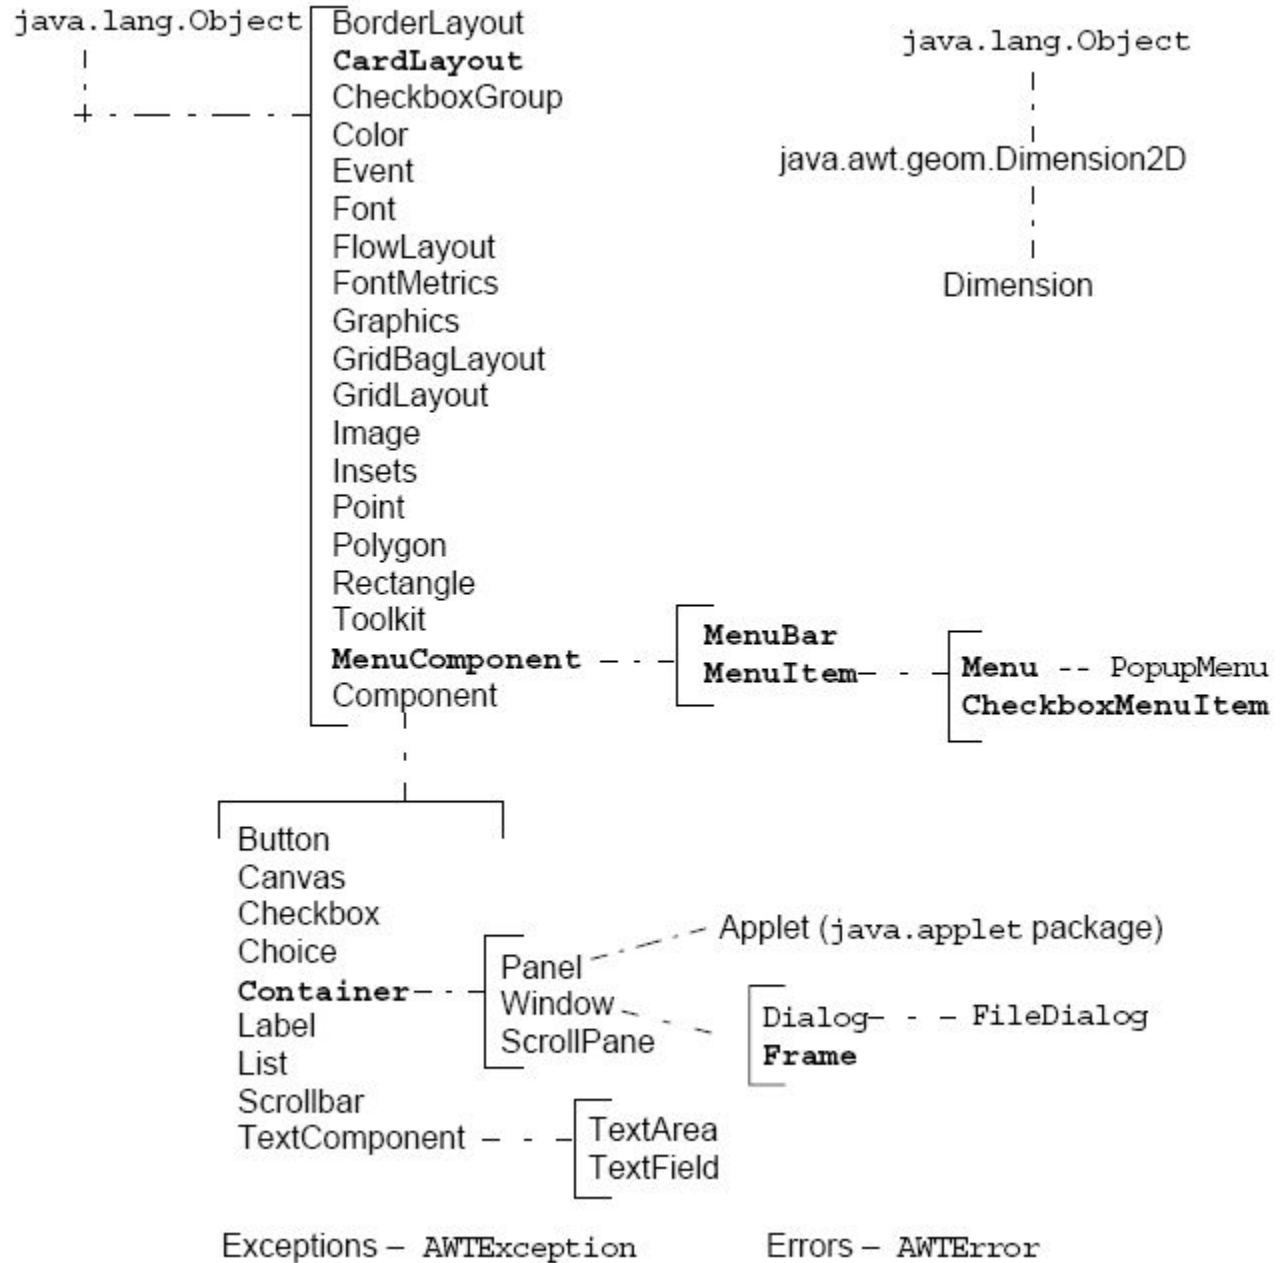 java.lang.Object
BorderLayout
CardLayout
CheckboxGroup
Color
Event
Font
FlowLayout
FontMetrics
Graphics
GridBagLayout
GridLayout
Image
Insets
Point
Polygon
Rectangle
Toolkit
MenuComponent
Component
java.lang.Object
java.awt.geom.Dimension2D
Dimension
MenuBar
MenuItem
Menu -- PopupMenu
CheckboxMenuItem
Button
Canvas
Checkbox
Choice
Container
Label
List
Scrollbar
TextComponent
Panel
Window
ScrollPane
Applet (java.applet package)
Dialog
Frame
FileDialog
TextArea
TextField
Exceptions – AWTException
Errors – AWTError